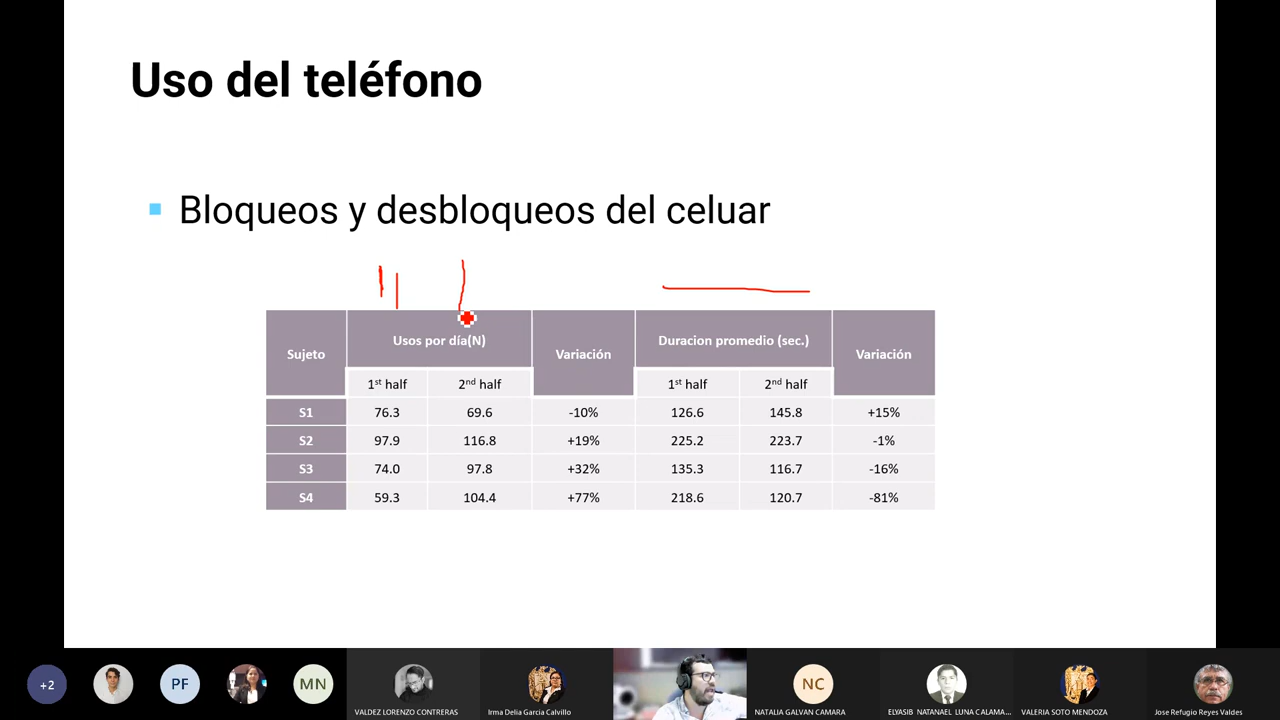 Uso del teléfono
Bloqueos y desbloqueos del celuar
Sujeto Usos por día(N) Variación Duracion promedio (sec.) Variación
1st half 2nd half 1st half 2nd half
S1 76.3 69.6 -10% 126.6 145.8 +15%
S2 97.9 116.8 +19% 225.2 223.7 -1%
S3 74.0 97.8 +32% 135.3 116.7 -16%
S4 59.3 104.4 +77% 218.6 120.7 -81%
+2 PF MN NC
VALDEZ LORENZO CONTRERAS Irma Delia Garcia Calvillo NATALIA GALVAN CAMARA ELYASIB NATANAEL LUNA CALAMA... VALERIA SOTO MENDOZA Jose Refugio Reyes Valdes